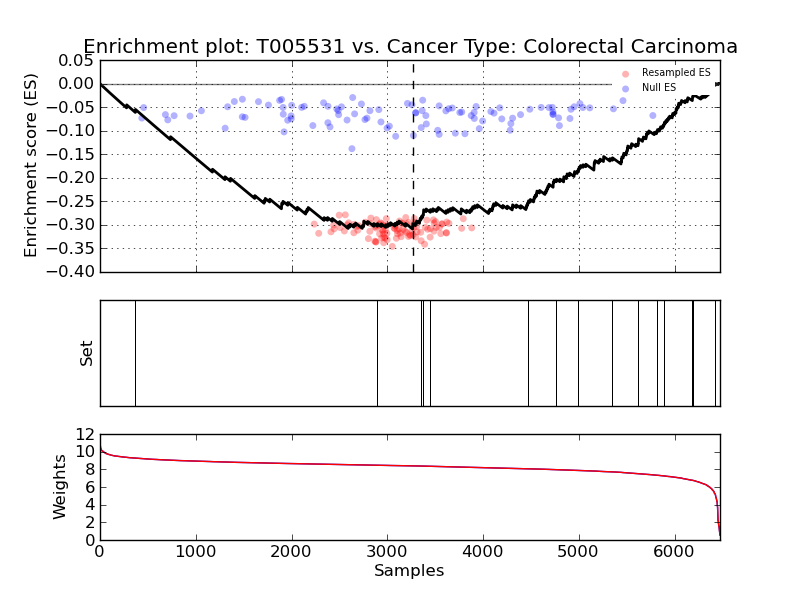 Enrichment plot: T005531 vs. Cancer Type: Colorectal Carcinoma
Enrichment score (ES)
0.05
0.00
−0.05
−0.10
−0.15
−0.20
−0.25
−0.30
−0.35
−0.40
Resampled ES
Null ES
Set
Weights
12
10
8
6
4
2
0
0 1000 2000 3000 4000 5000 6000
Samples